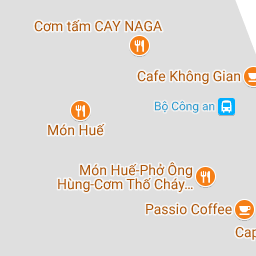 Cơm tấm CAY NAGA
Cafe Không Gian
Bộ Công an
Món Huế
Món Huế-Phở Ông
Hùng-Cơm Thố Cháy...
Passio Coffee
Cap